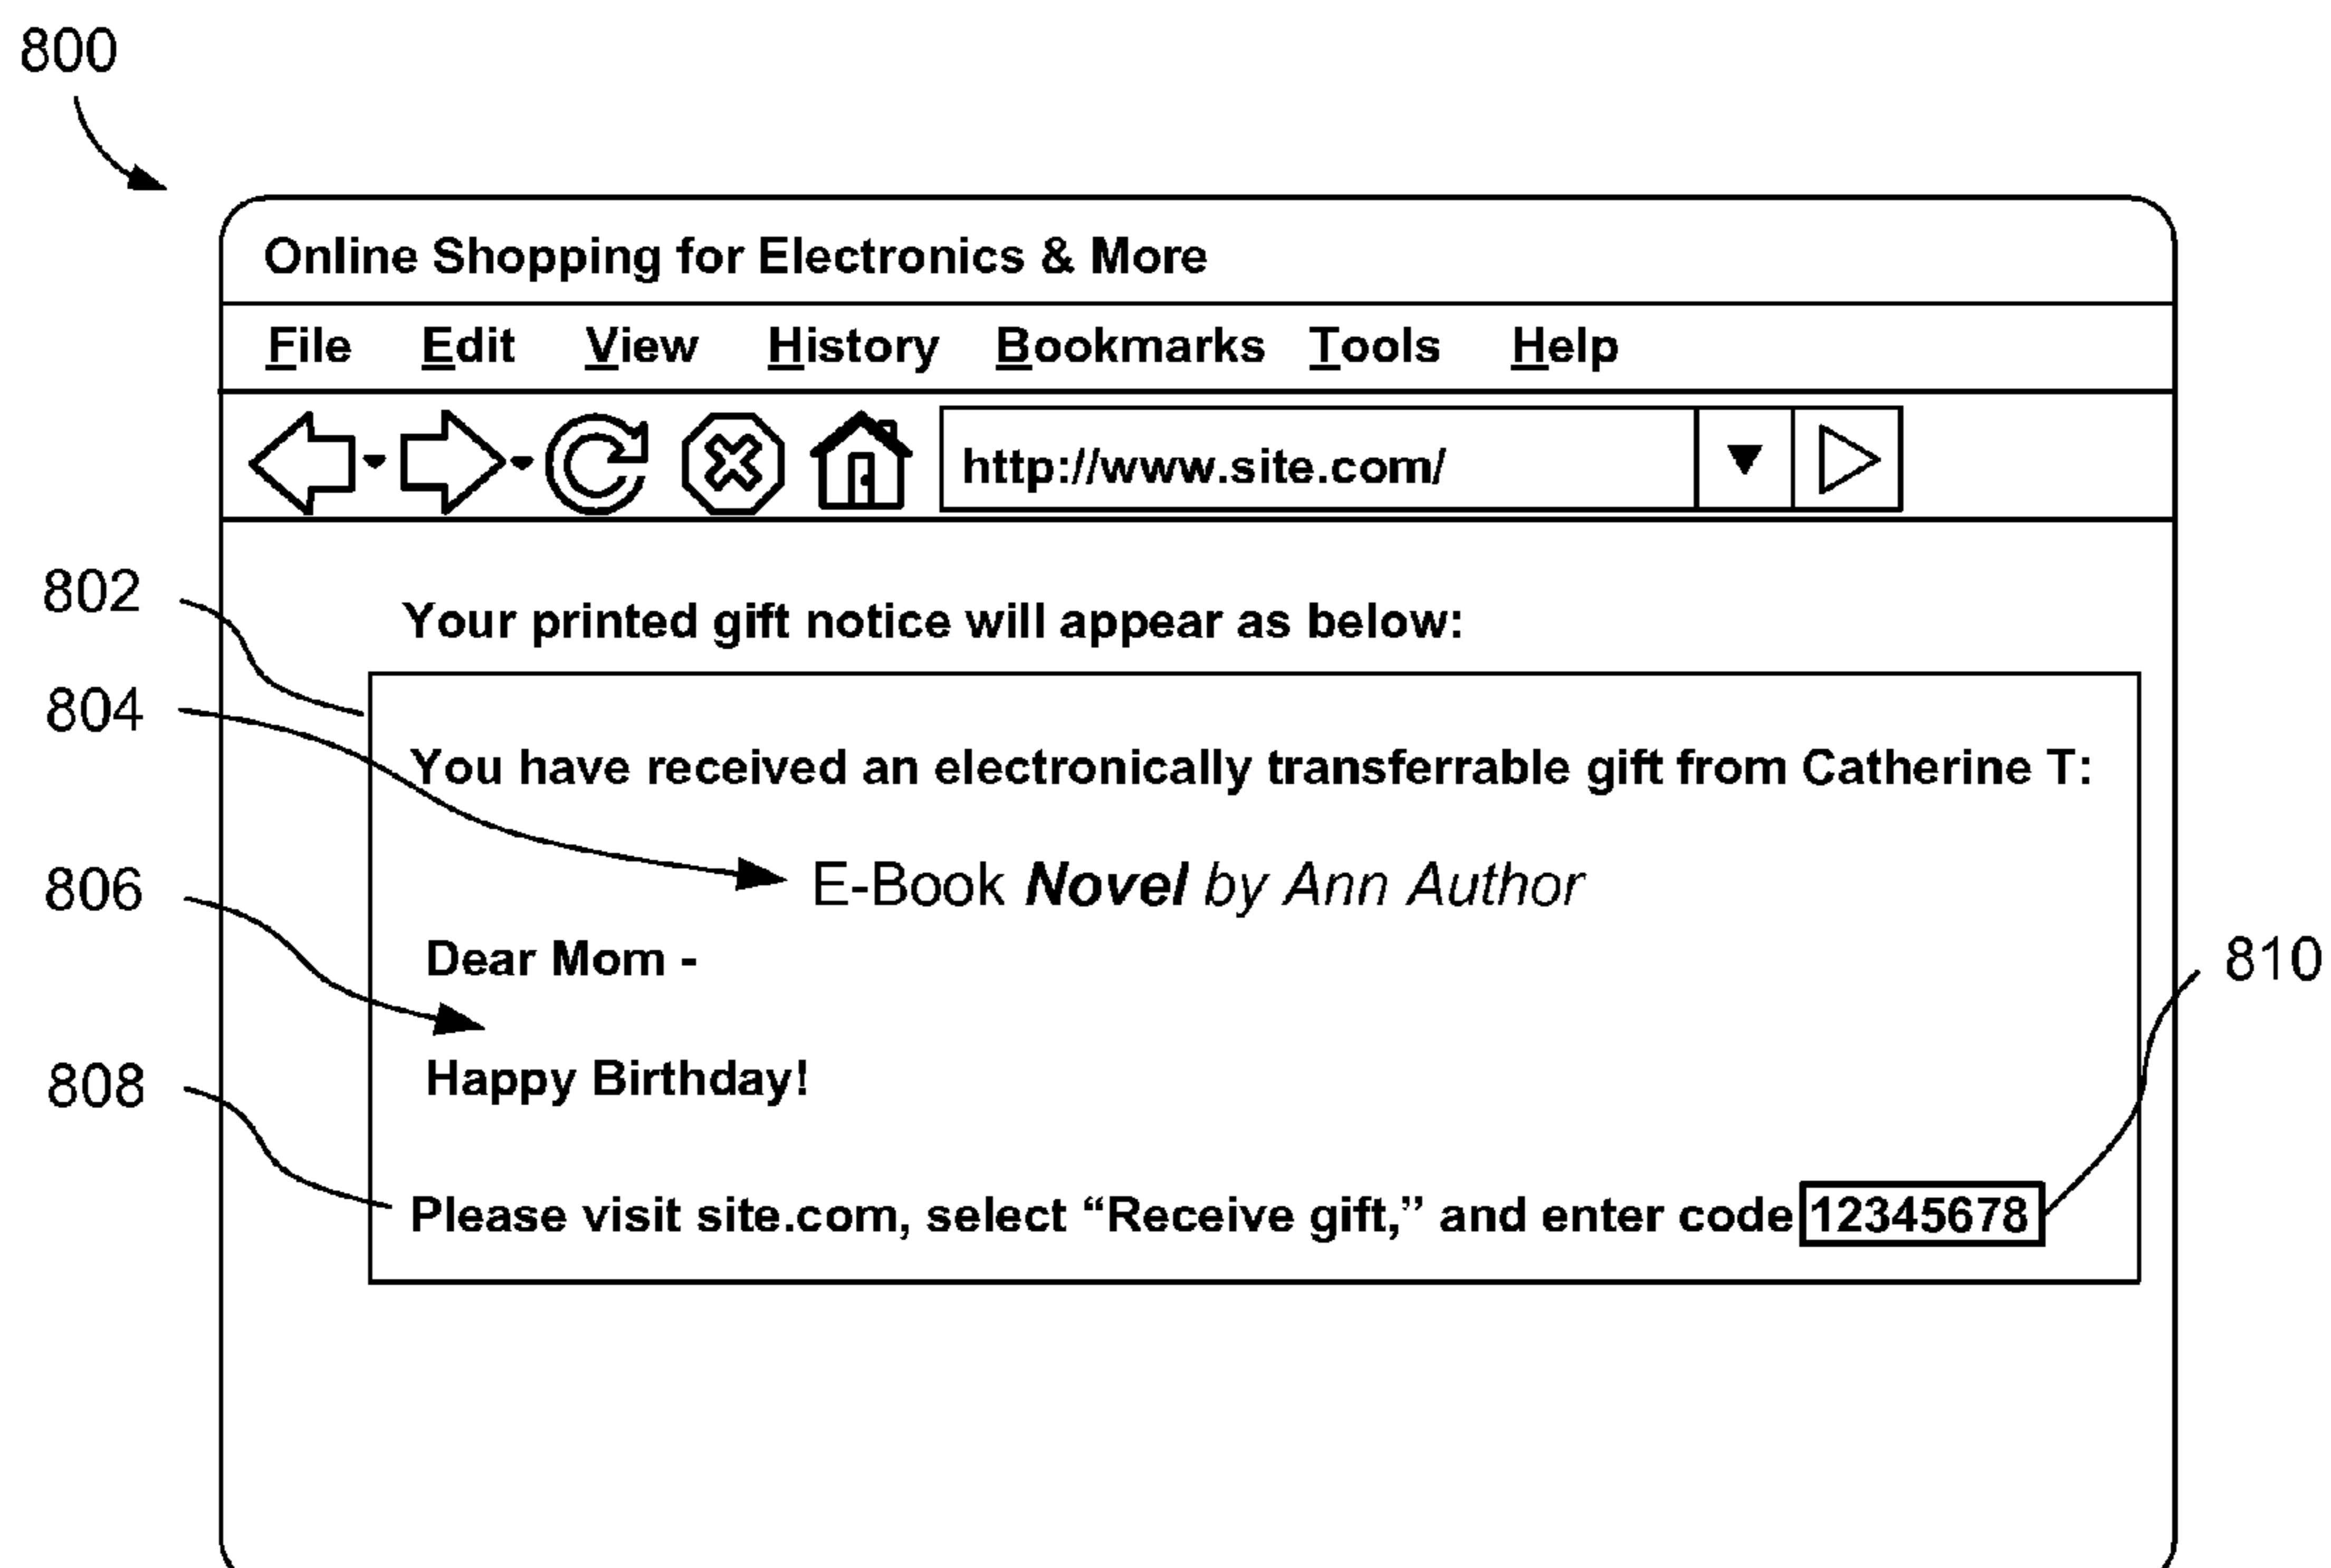 800
Online Shopping for Electronics & More
File Edit View History Bookmarks Tools Help
http://www.site.com/
802
Your printed gift notice will appear as below:
804
You have received an electronically transferrable gift from Catherine T:
E-Book Novel by Ann Author
806
Dear Mom -
810
Happy Birthday!
808
Please visit site.com, select “Receive gift,” and enter code 12345678